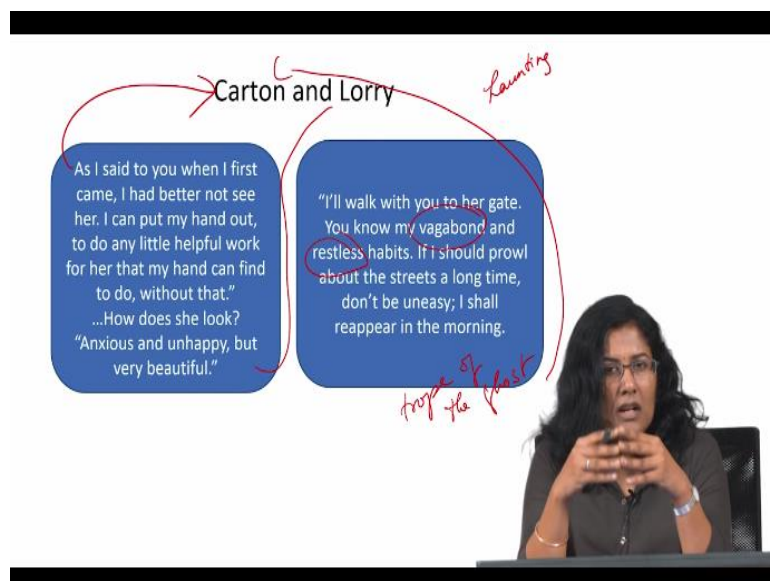 haunting
Carton and Lorry
As I said to you when I first
came, I had better not see
her. I can put my hand out,
to do any little helpful work
for her that my hand can find
to do, without that.”
...How does she look?
“Anxious and unhappy, but
very beautiful.”
“I’ll walk with you to her gate.
You know my vagabond and
restless habits. If I should prowl
about the streets a long time,
don’t be uneasy; I shall
reappear in the morning.
trope of
the ghost